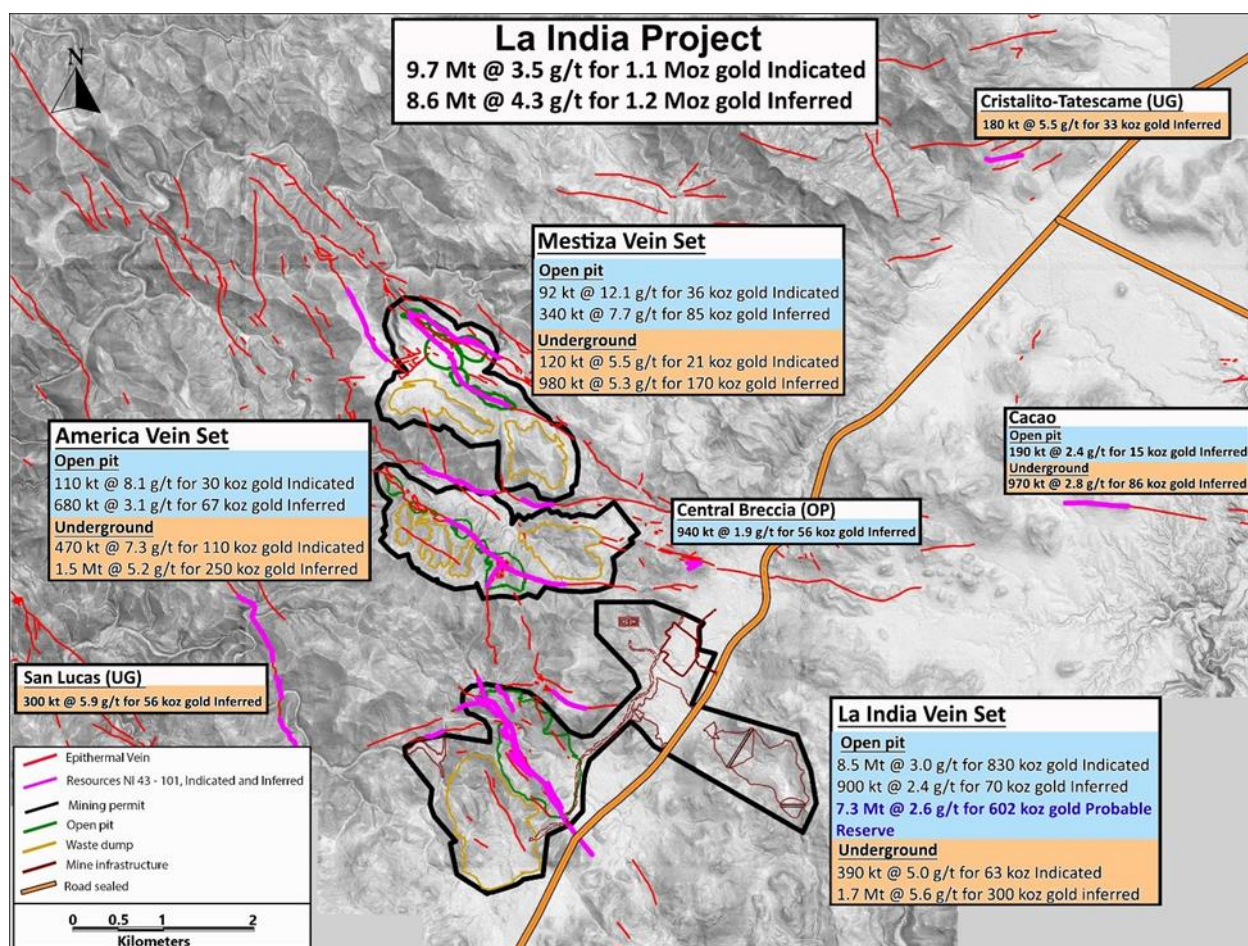 La India Project
9.7 Mt @ 3.5 g/t for 1.1 Moz gold Indicated
8.6 Mt @ 4.3 g/t for 1.2 Moz gold Inferred
N
Cristalito-Tatescame (UG)
180 kt @ 5.5 g/t for 33 koz gold Inferred
Mestiza Vein Set
Open pit
92 kt @ 12.1 g/t for 36 koz gold Indicated
340 kt @ 7.7 g/t for 85 koz gold Inferred
Underground
120 kt @ 5.5 g/t for 21 koz gold Indicated
980 kt @ 5.3 g/t for 170 koz gold Inferred
America Vein Set
Open pit
110 kt @ 8.1 g/t for 30 koz gold Indicated
680 kt @ 3.1 g/t for 67 koz gold Inferred
Underground
470 kt @ 7.3 g/t for 110 koz gold Indicated
1.5 Mt @ 5.2 g/t for 250 koz gold Inferred
Cacao
Open pit
190 kt @ 2.4 g/t for 15 koz gold Inferred
Underground
970 kt @ 2.8 g/t for 86 koz gold Inferred
Central Breccia (OP)
940 kt @ 1.9 g/t for 56 koz gold Inferred
San Lucas (UG)
300 kt @ 5.9 g/t for 56 koz gold Inferred
La India Vein Set
Open pit
8.5 Mt @ 3.0 g/t for 830 koz gold Indicated
900 kt @ 2.4 g/t for 70 koz gold Inferred
7.3 Mt @ 2.6 g/t for 602 koz gold Probable
Reserve
Underground
390 kt @ 5.0 g/t for 63 koz Indicated
1.7 Mt @ 5.6 g/t for 300 koz gold inferred
Epithermal Vein
Resources NI 43 - 101, Indicated and Inferred
Mining permit
Open pit
Waste dump
Mine infrastructure
Road sealed
0 0.5 1 2
Kilometers